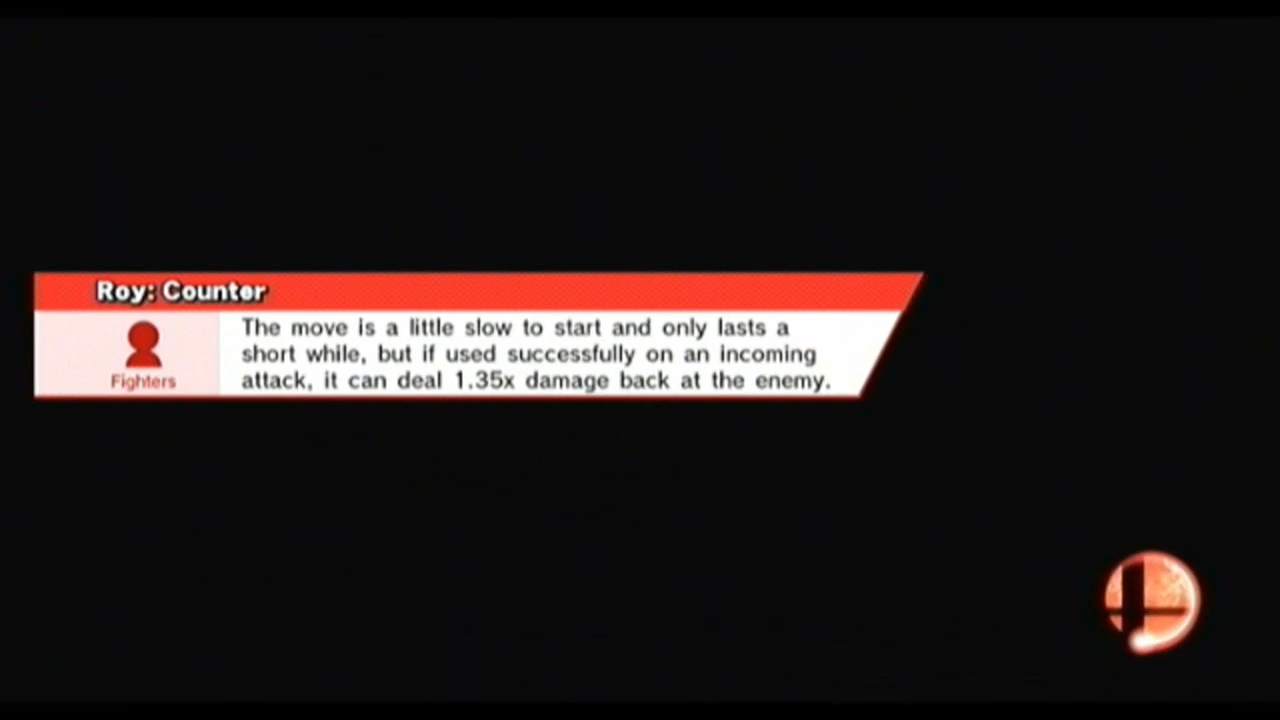 Roy: Counter
Fighters
The move is a little slow to start and only lasts a
short while, but if used successfully on an incoming
attack, it can deal 1.35x damage back at the enemy.